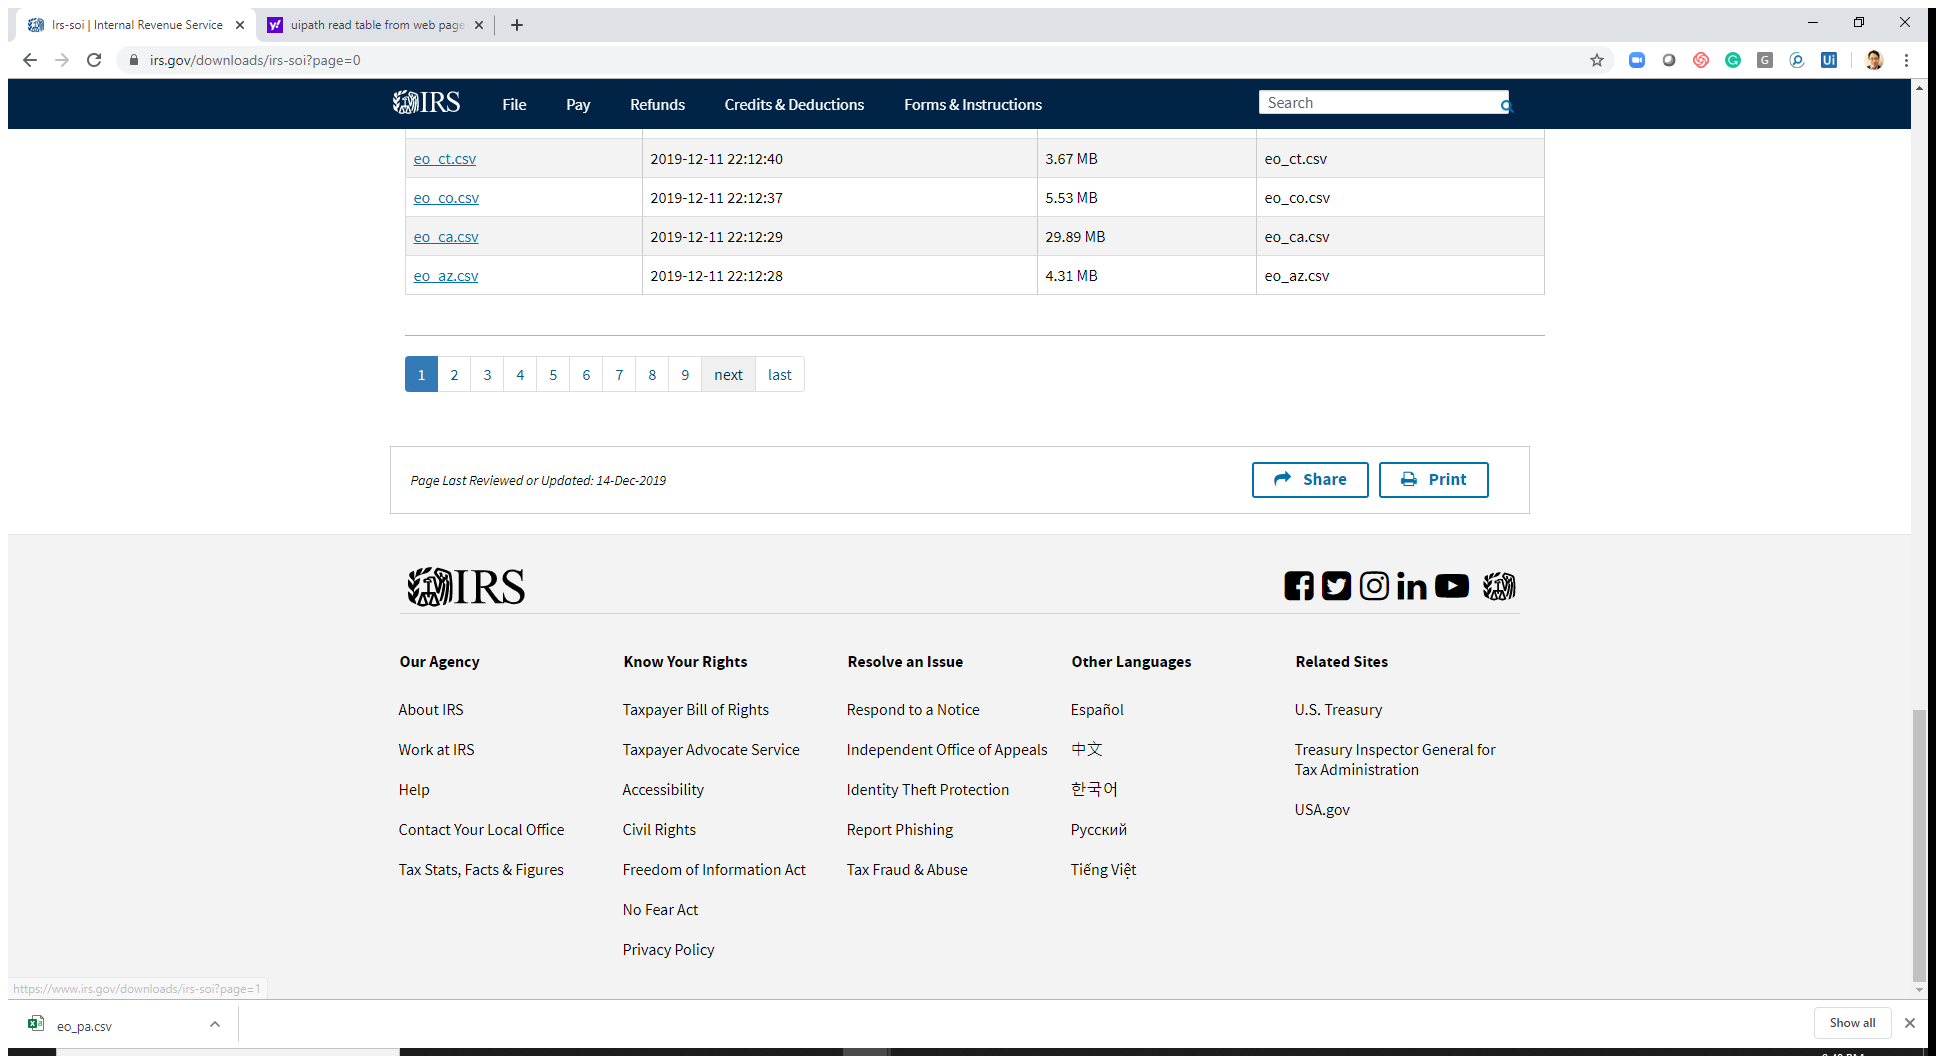 Irs-soi | Internal Revenue Service
uipath read table from web page
irs.gov/downloads/irs-soi?page=0
IRS File Pay Refunds Credits & Deductions Forms & Instructions Search
eo_ct.csv 2019-12-11 22:12:40 3.67 MB eo_ct.csv
eo_co.csv 2019-12-11 22:12:37 5.53 MB eo_co.csv
eo_ca.csv 2019-12-11 22:12:29 29.89 MB eo_ca.csv
eo_az.csv 2019-12-11 22:12:28 4.31 MB eo_az.csv
1 2 3 4 5 6 7 8 9 next last
Page Last Reviewed or Updated: 14-Dec-2019 Share Print
IRS
Our Agency
About IRS
Work at IRS
Help
Contact Your Local Office
Tax Stats, Facts & Figures
Know Your Rights
Taxpayer Bill of Rights
Taxpayer Advocate Service
Accessibility
Civil Rights
Freedom of Information Act
No Fear Act
Privacy Policy
Resolve an Issue
Respond to a Notice
Independent Office of Appeals
Identity Theft Protection
Report Phishing
Tax Fraud & Abuse
Other Languages
Español
中文
한국어
Русский
Tiếng Việt
Related Sites
U.S. Treasury
Treasury Inspector General for
Tax Administration
USA.gov
https://www.irs.gov/downloads/irs-soi?page=1
eo_pa.csv
Show all